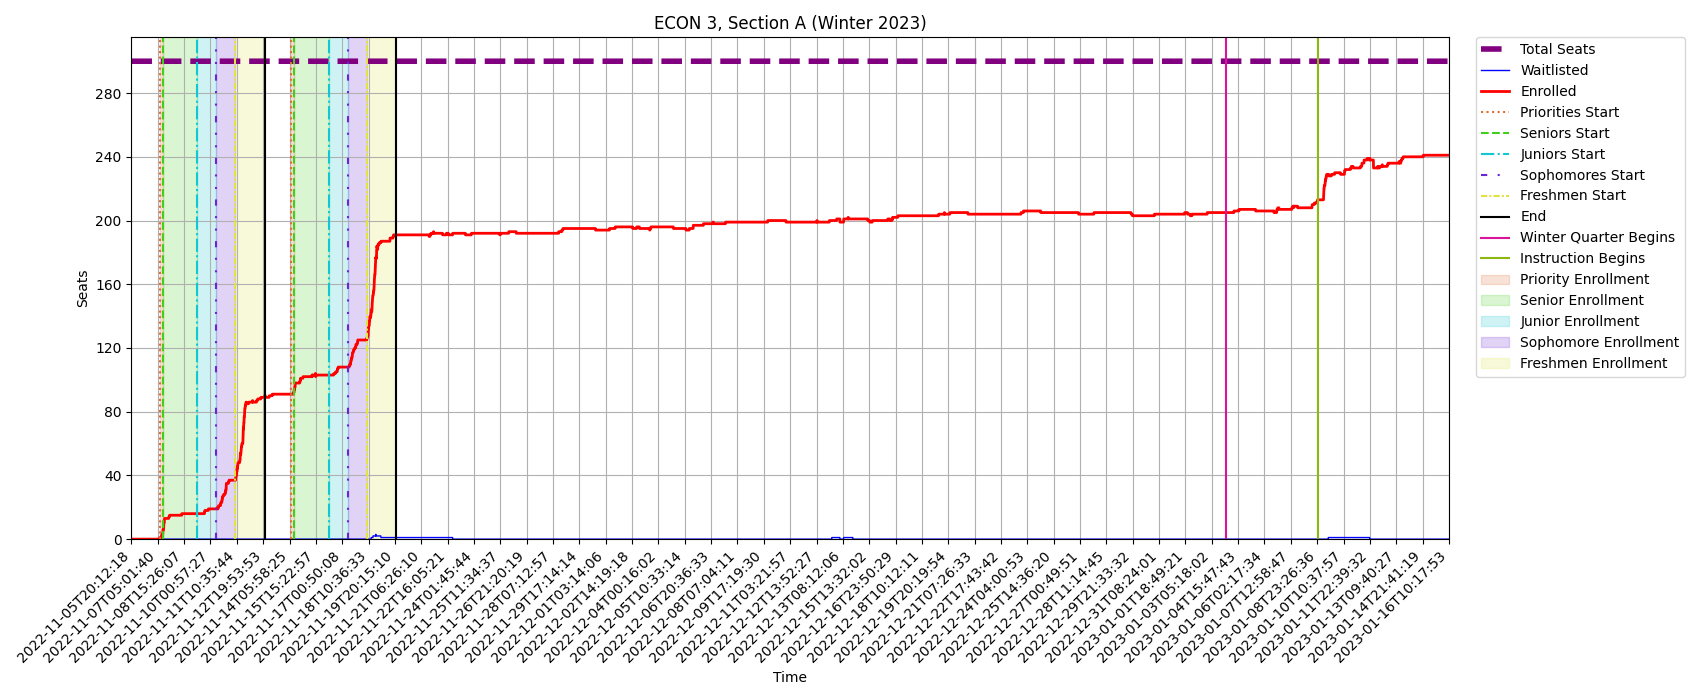 ECON 3, Section A (Winter 2023)
Seats
280
240
200
160
120
80
40
0
2022-11-05T20:12:18
2022-11-07T05:01:40
2022-11-08T15:26:07
2022-11-10T00:57:27
2022-11-11T10:35:44
2022-11-12T19:53:53
2022-11-14T05:58:25
2022-11-15T15:22:57
2022-11-17T00:50:08
2022-11-18T10:36:33
2022-11-19T20:15:10
2022-11-21T06:26:10
2022-11-22T16:05:21
2022-11-24T01:45:44
2022-11-25T11:34:37
2022-11-26T21:20:19
2022-11-28T07:12:57
2022-11-29T17:14:14
2022-12-01T03:14:06
2022-12-02T14:19:18
2022-12-04T00:16:02
2022-12-05T10:33:14
2022-12-06T20:36:33
2022-12-08T07:04:11
2022-12-09T17:19:30
2022-12-11T03:21:57
2022-12-12T13:52:27
2022-12-13T08:12:06
2022-12-15T13:32:02
2022-12-16T23:50:29
2022-12-18T10:12:11
2022-12-19T20:19:54
2022-12-21T07:26:33
2022-12-22T17:43:42
2022-12-24T04:00:53
2022-12-25T14:36:20
2022-12-27T00:49:51
2022-12-28T11:14:45
2022-12-29T21:33:32
2022-12-31T08:24:01
2023-01-01T18:49:21
2023-01-03T05:18:02
2023-01-04T15:47:43
2023-01-06T02:17:34
2023-01-07T12:58:47
2023-01-08T23:26:36
2023-01-10T10:37:57
2023-01-11T22:39:32
2023-01-13T09:40:27
2023-01-14T21:41:19
2023-01-16T10:17:53
Time
Total Seats
Waitlisted
Enrolled
Priorities Start
Seniors Start
Juniors Start
Sophomores Start
Freshmen Start
End
Winter Quarter Begins
Instruction Begins
Priority Enrollment
Senior Enrollment
Junior Enrollment
Sophomore Enrollment
Freshmen Enrollment